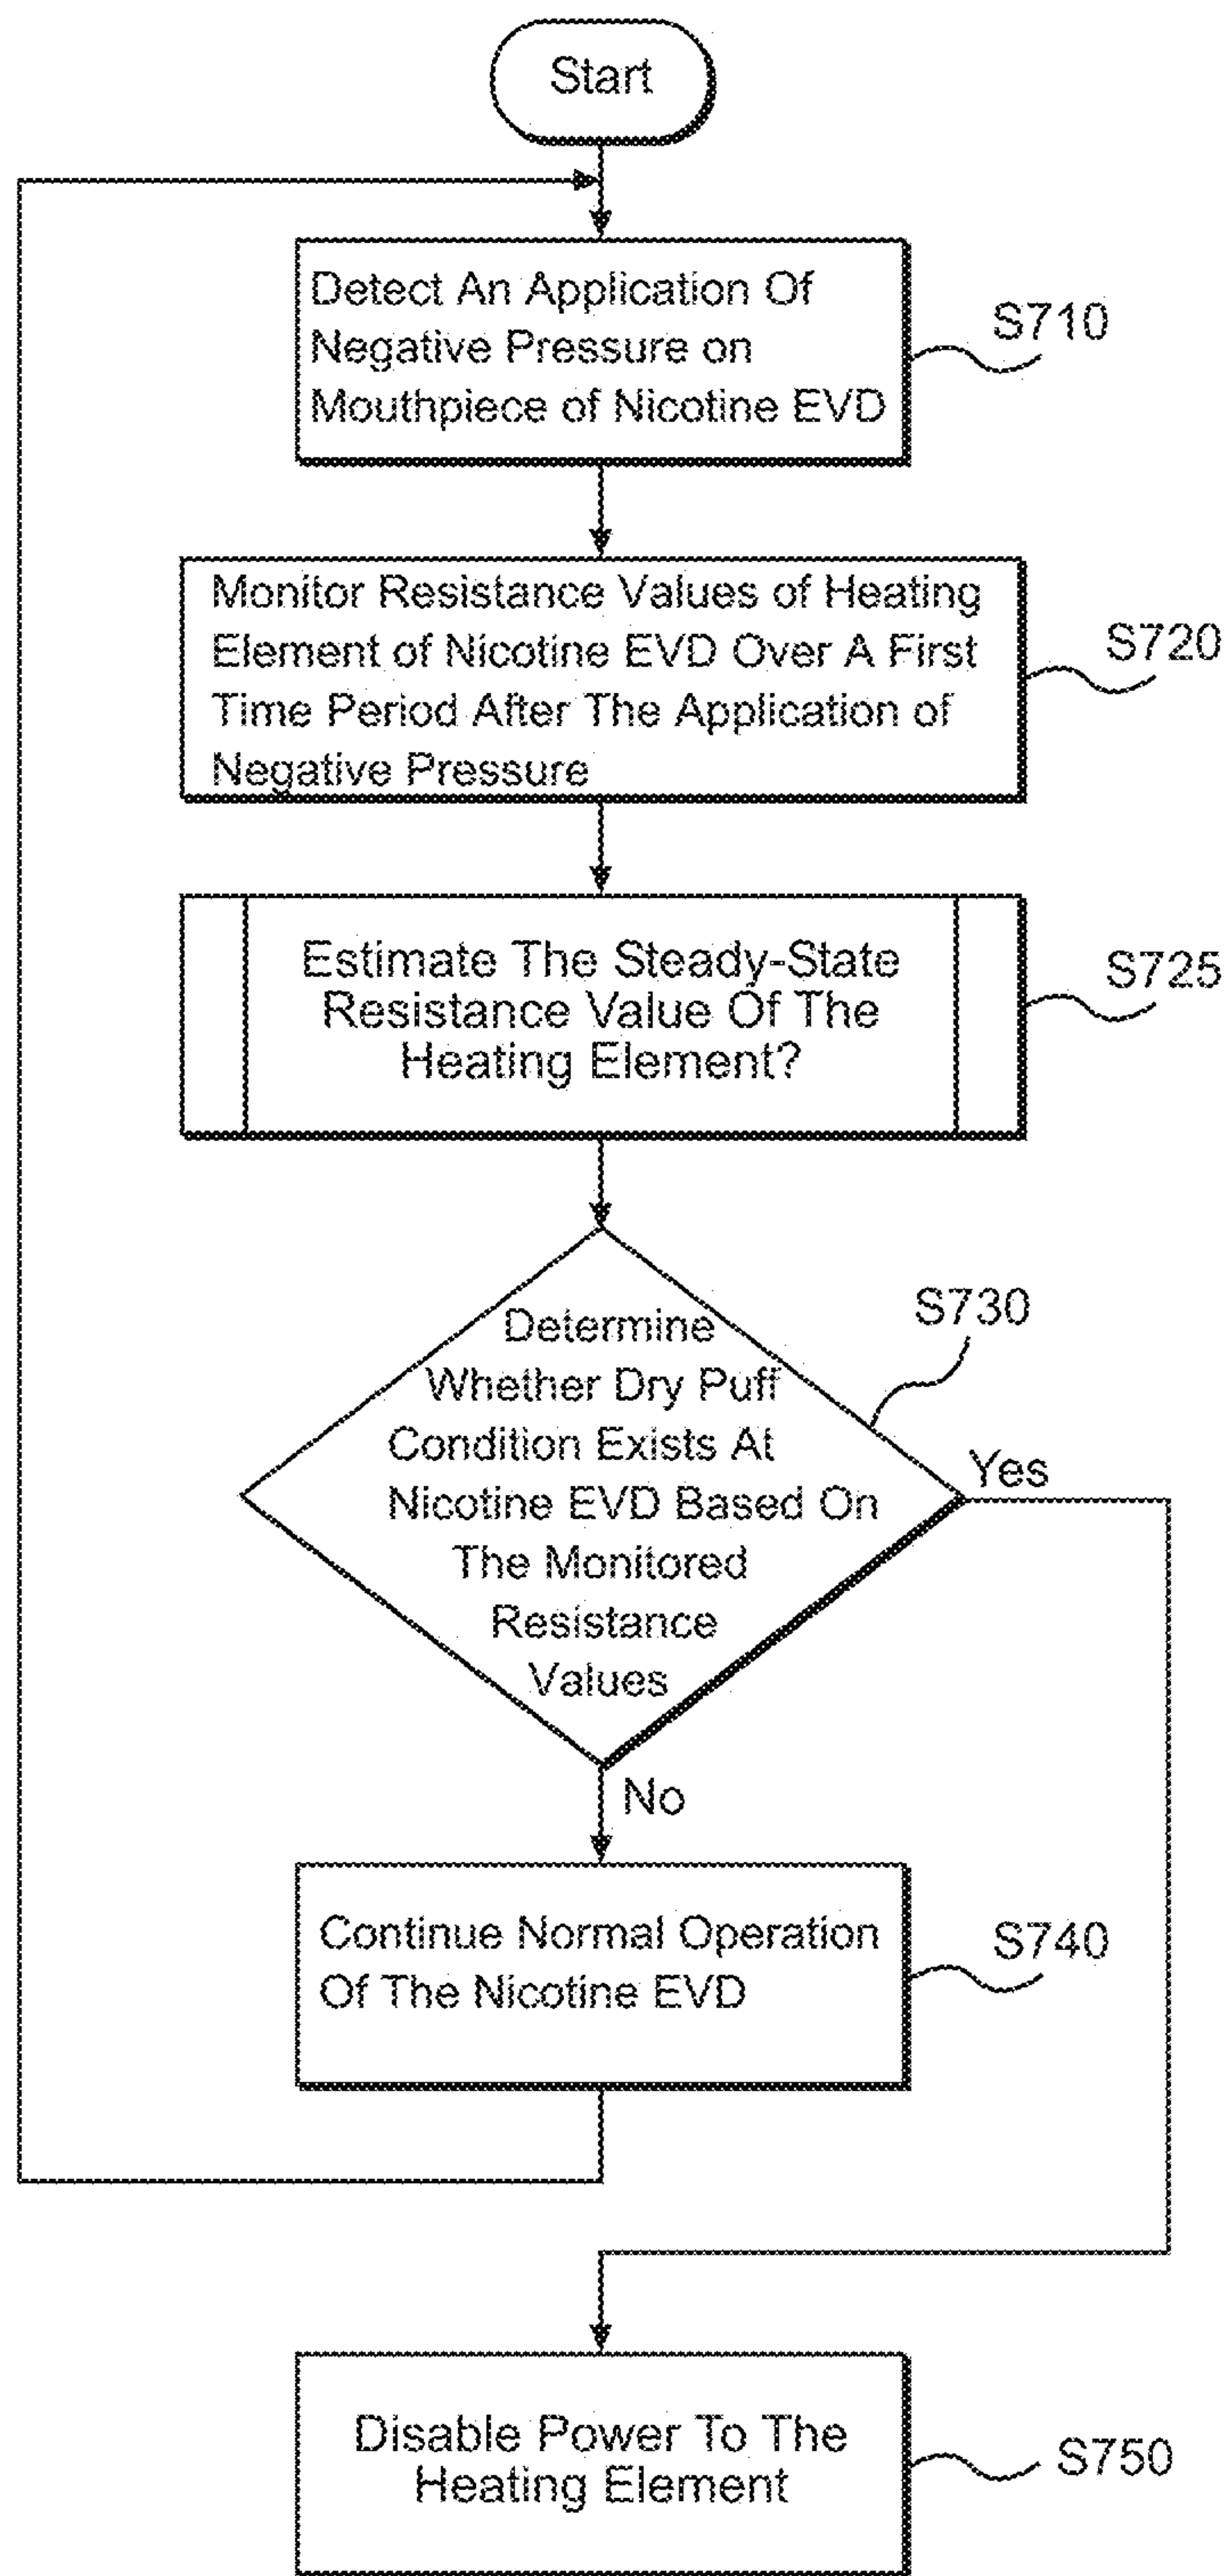 Start
Detect An Application Of
Negative Pressure on
Mouthpiece of Nicotine EVD
S710
Monitor Resistance Values of Heating
Element of Nicotine EVD Over A First
Time Period After The Application of
Negative Pressure
S720
Estimate The Steady-State
Resistance Value Of The
Heating Element?
S725
Determine
Whether Dry Puff
Condition Exists At
Nicotine EVD Based On
The Monitored
Resistance
Values
S730
Yes
No
Continue Normal Operation
Of The Nicotine EVD
S740
Disable Power To The
Heating Element
S750